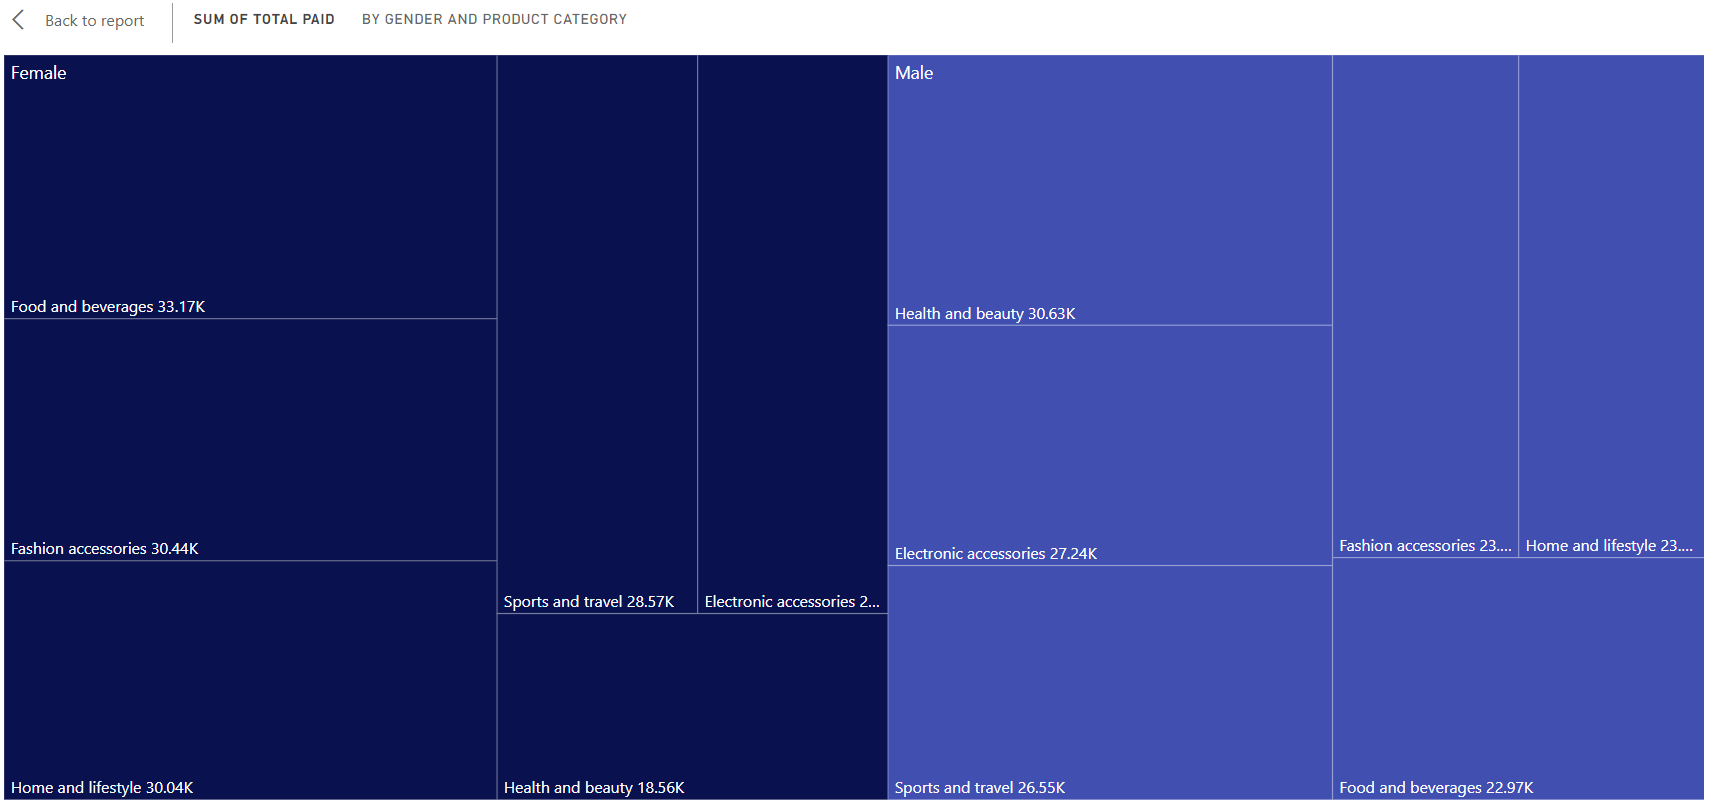 Back to report
SUM OF TOTAL PAID
BY GENDER AND PRODUCT CATEGORY
Female
Food and beverages 33.17K
Fashion accessories 30.44K
Home and lifestyle 30.04K
Sports and travel 28.57K
Electronic accessories 2...
Health and beauty 18.56K
Male
Health and beauty 30.63K
Electronic accessories 27.24K
Sports and travel 26.55K
Fashion accessories 23....
Home and lifestyle 23....
Food and beverages 22.97K